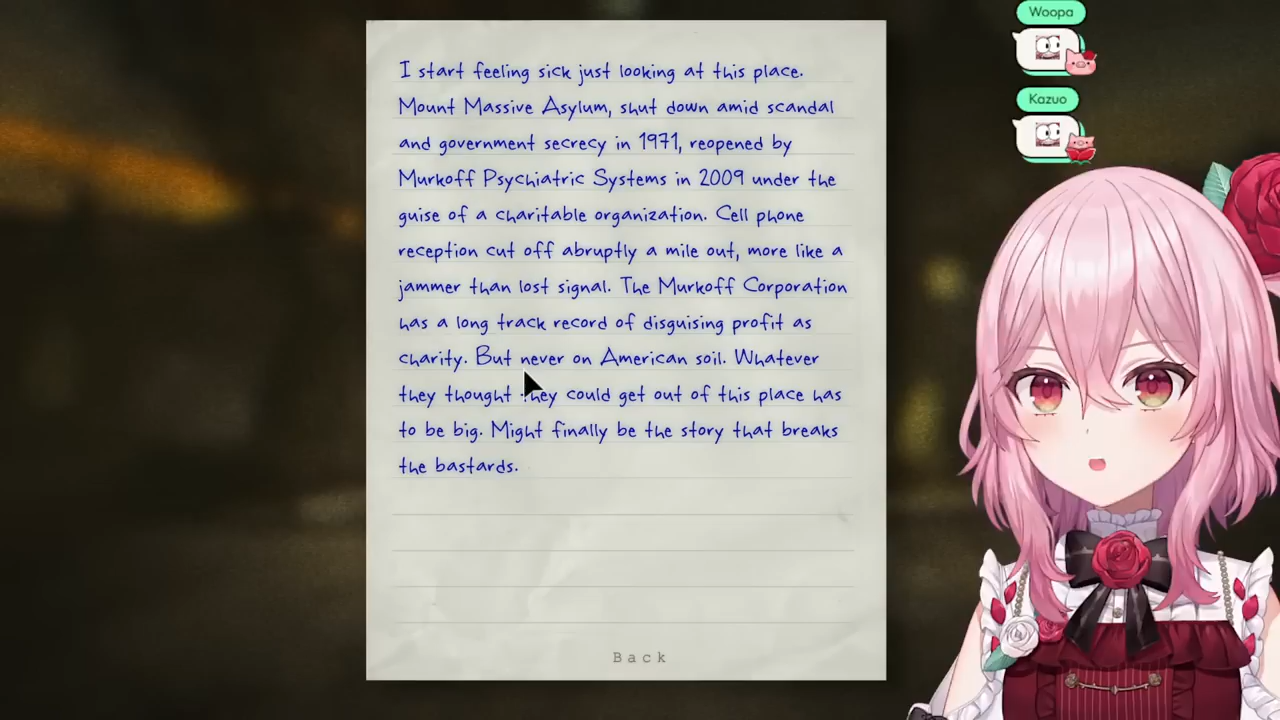 I start feeling sick just looking at this place.
Mount Massive Asylum, shut down amid scandal
and government secrecy in 1971, reopened by
Murkoff Psychiatric Systems in 2009 under the
guise of a charitable organization. Cell phone
reception cut off abruptly a mile out, more like a
jammer than lost signal. The Murkoff Corporation
has a long track record of disguising profit as
charity. But never on American soil. Whatever
they thought they could get out of this place has
to be big. Might finally be the story that breaks
the bastards.
Back
Woopa
Kazuo